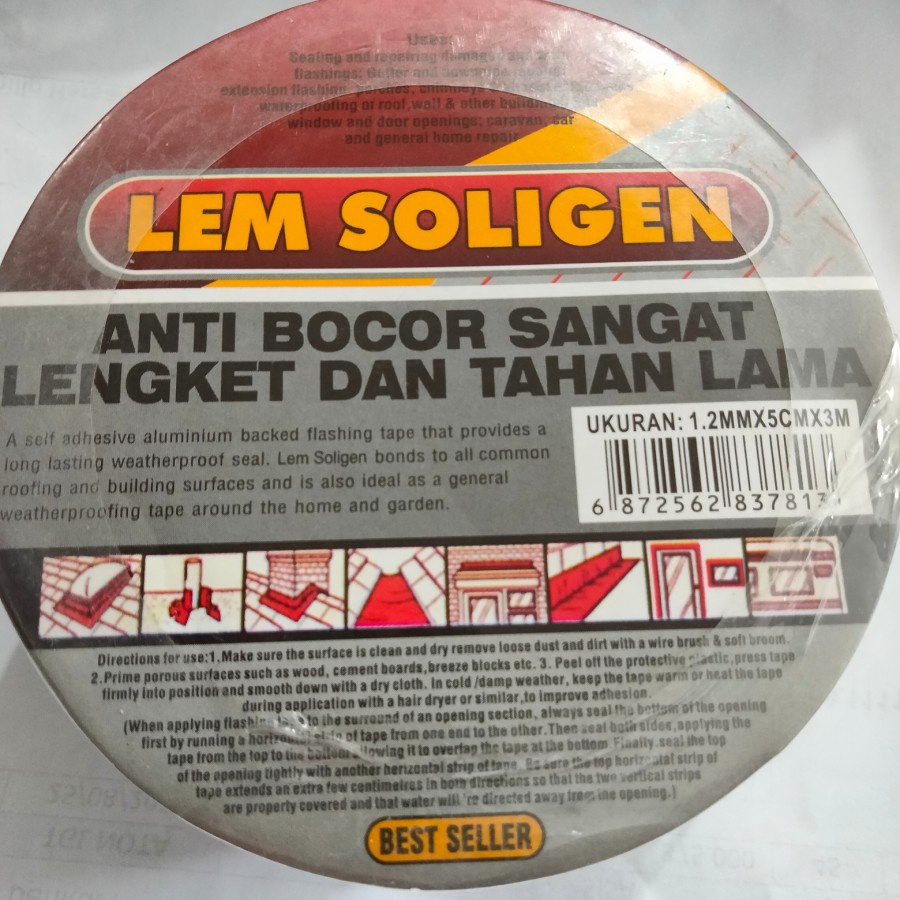 Uses:
Sealing and repairing damaged and
flashings; Gutter and downpipe
extension flashing, porches, chimneys
waterproofing of roof, wall & other
window and door openings; caravan, car
and general home repair
LEM SOLIGEN
ANTI BOCOR SANGAT
LENGKET DAN TAHAN LAMA
UKURAN: 1.2MMX5CMX3M
A self adhesive aluminium backed flashing tape that provides a
long lasting weatherproof seal. Lem Soligen bonds to all common
roofing and building surfaces and is also ideal as a general
weatherproofing tape around the home and garden.
6 872562 83781
Directions for use:1.Make sure the surface is clean and dry remove loose dust and dirt with a wire brush & soft broom.
2.Prime porous surfaces such as wood, cement boards,breeze blocks etc. 3. Peel off the protective plastic,press tape
firmly into position and smooth down with a dry cloth. In cold /damp weather, keep the tape warm or heat the tape
during application with a hair dryer or similar,to improve adhesion.
(When applying flashing tape to the surround of an opening section, always seal the bottom of the opening
first by running a horizontal strip of tape from one end to the other.Then seal both sides,applying the
tape from the top to the bottom allowing it to overlap the tape at the bottom. Finally,seal the top
of the opening tightly with another herizontal strip of tape. Be sure the top horizontal strip of
tape extends an extra few centimeires in both directions so that the two vertical strips
are properly covered and that water will 're directed away from the opening.)
BEST SELLER
TGL NOTA